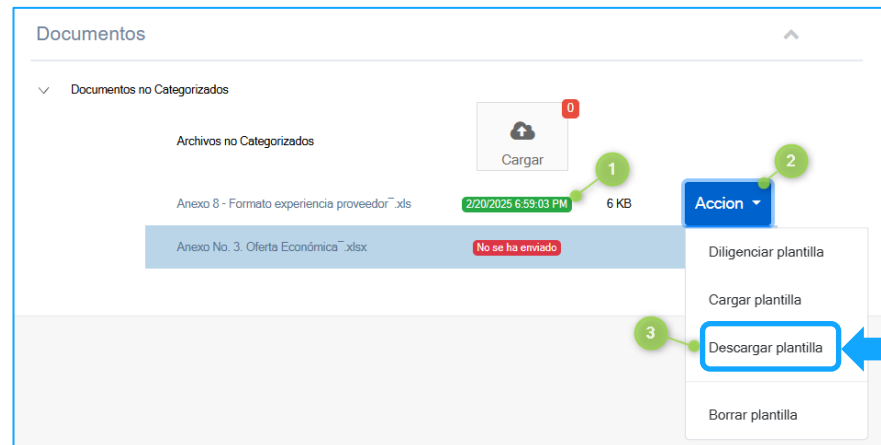 Documentos
Documentos no Categorizados
0
Archivos no Categorizados
Cargar
1
2
Anexo 8 - Formato experiencia proveedor¯.xls 2/20/2025 6:59:03 PM 6 KB Accion
Anexo No. 3. Oferta Económica¯.xlsx No se ha enviado
Diligenciar plantilla
Cargar plantilla
3
Descargar plantilla
Borrar plantilla